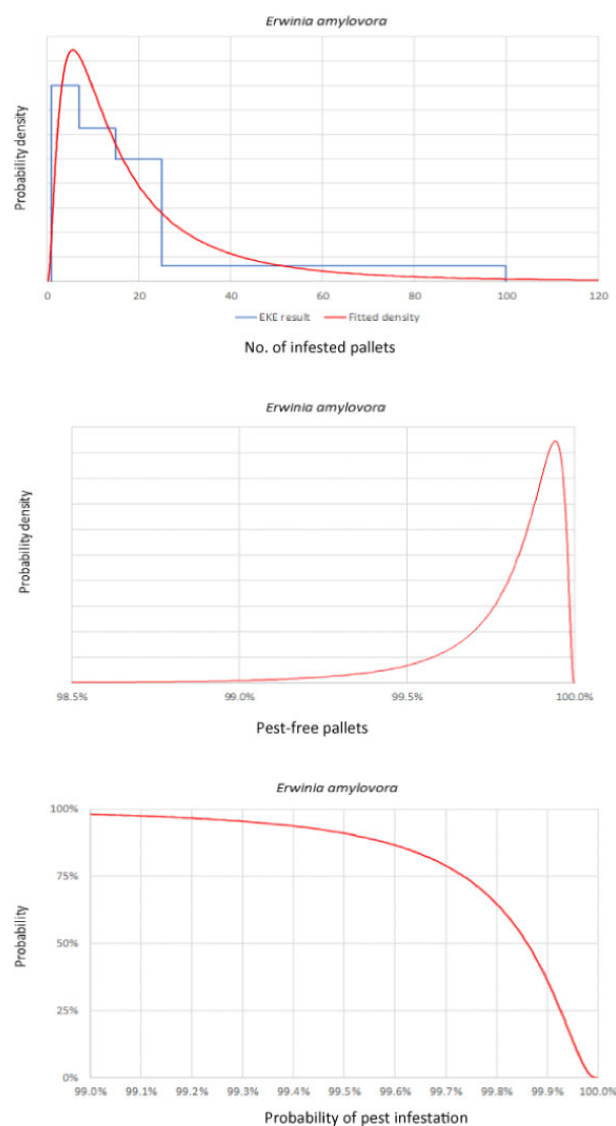 Erwinia amylovora
Probability density
0 20 40 60 80 100 120
EKE result Fitted density
No. of infested pallets
Erwinia amylovora
Probability density
98.5% 99.0% 99.5% 100.0%
Pest-free pallets
Erwinia amylovora
100%
75%
Probability
50%
25%
0%
99.0% 99.1% 99.2% 99.3% 99.4% 99.5% 99.6% 99.7% 99.8% 99.9% 100.0%
Probability of pest infestation